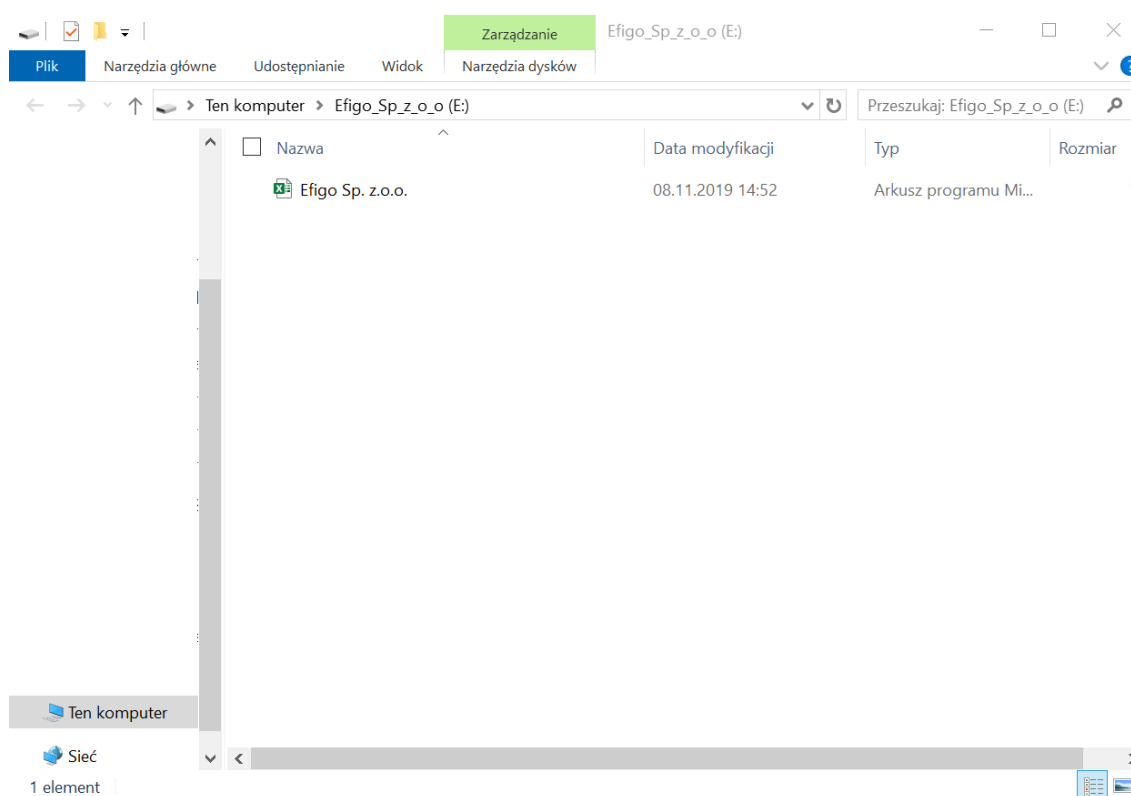 Zarządzanie Efigo_Sp_z_o_o (E:)
Plik Narzędzia główne Udostępnianie Widok Narzędzia dysków
Ten komputer Efigo_Sp_z_o_o (E:) Przeszukaj: Efigo_Sp_z_o_o (E:)
Nazwa Data modyfikacji Typ Rozmiar
Efigo Sp. z.o.o. 08.11.2019 14:52 Arkusz programu Mi...
Ten komputer
Sieć
1 element